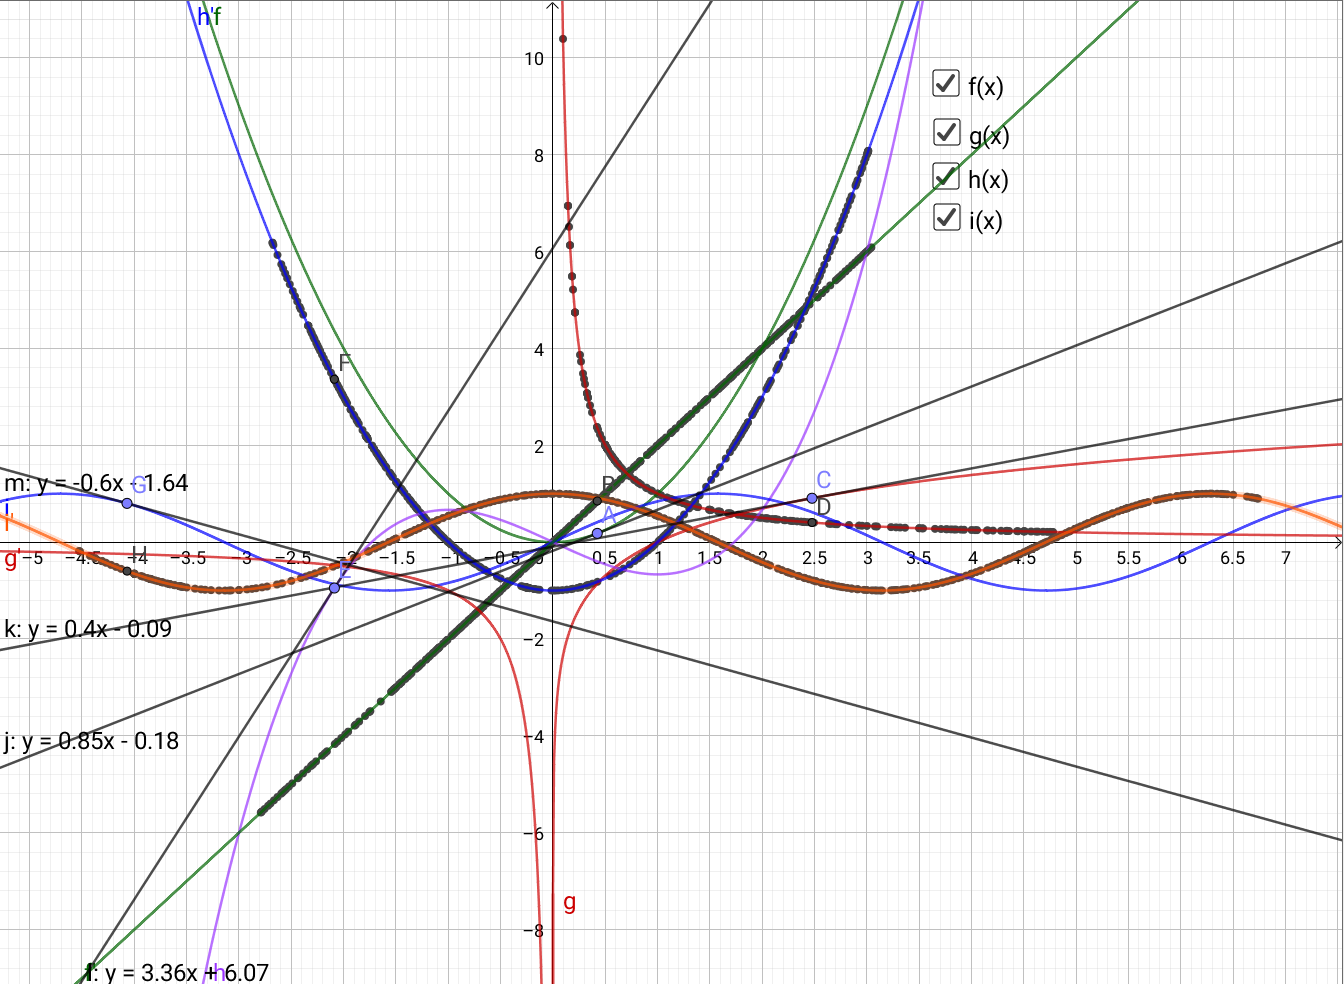 h' f
10
f(x)
g(x)
8
h(x)
i(x)
6
4
F
2
m: y = -0.6x - 1.64
G
C
B
D
A
i
i'
H
E
g'
−5 −4.5 −4 −3.5 −3 −2.5 −2 −1.5 −1 −0.5 0 0.5 1 1.5 2 2.5 3 3.5 4 4.5 5 5.5 6 6.5 7
k: y = 0.4x - 0.09
−2
−4
j: y = 0.85x - 0.18
−6
g
−8
f': y = 3.36x + 6.07
h